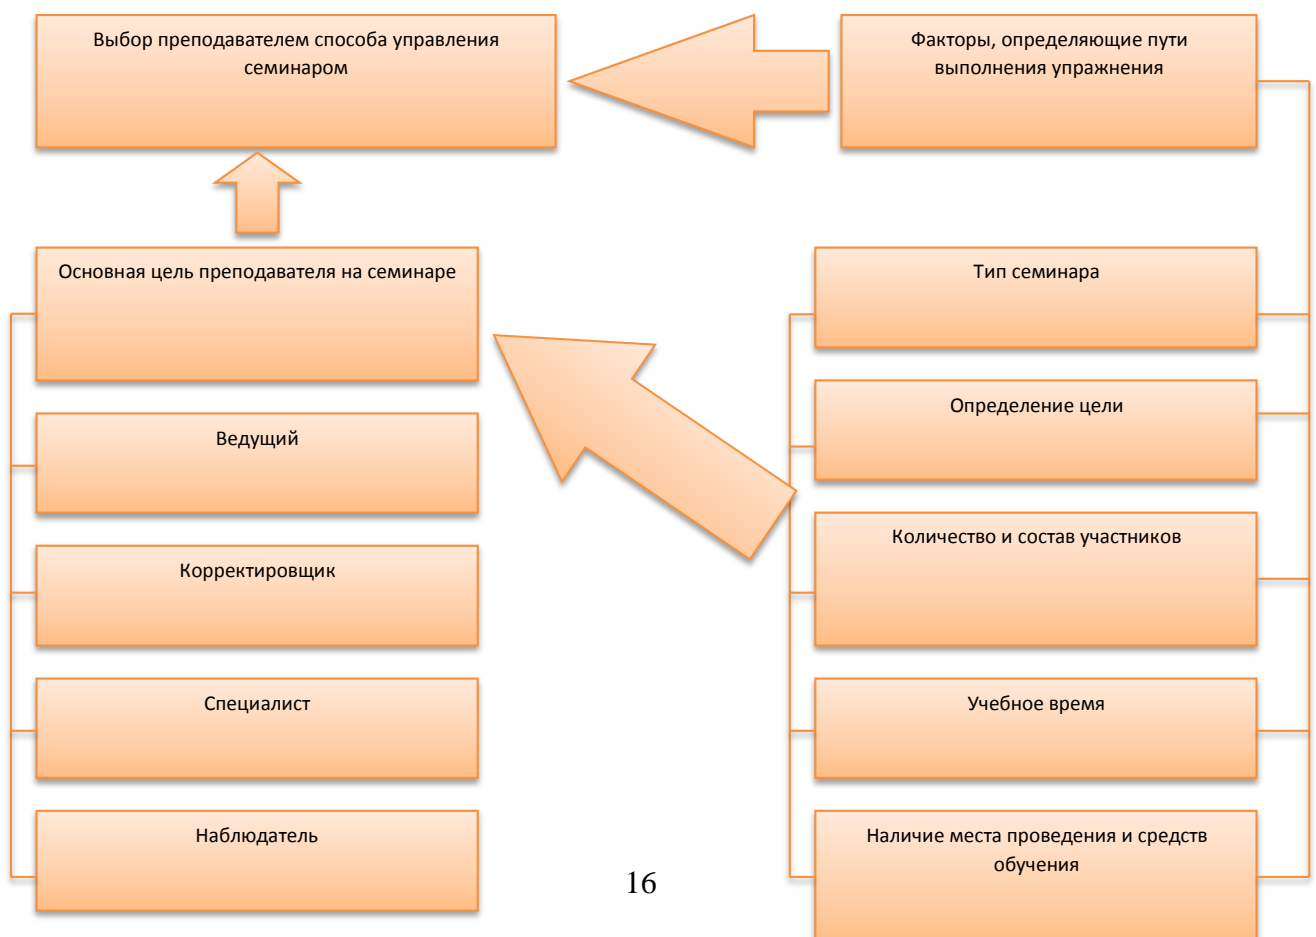 Выбор преподавателем способа управления
семинаром
Факторы, определяющие пути
выполнения упражнения
Основная цель преподавателя на семинаре
Ведущий
Корректировщик
Специалист
Наблюдатель
Тип семинара
Определение цели
Количество и состав участников
Учебное время
Наличие места проведения и средств
обучения
16